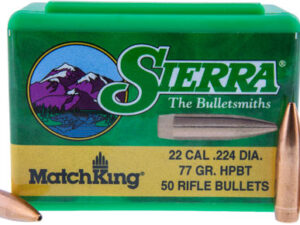 SIERRA®
The Bulletsmiths
22 CAL .224 DIA.
77 GR. HPBT
MatchKing®
50 RIFLE BULLETS